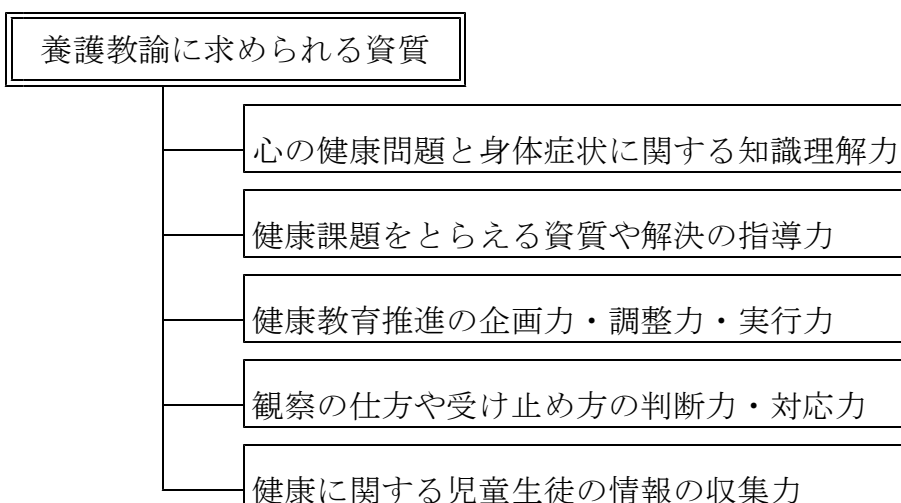 養護教諭に求められる資質
心の健康問題と身体症状に関する知識理解力
健康課題をとらえる資質や解決の指導力
健康教育推進の企画力・調整力・実行力
観察の仕方や受け止め方の判断力・対応力
健康に関する児童生徒の情報の収集力